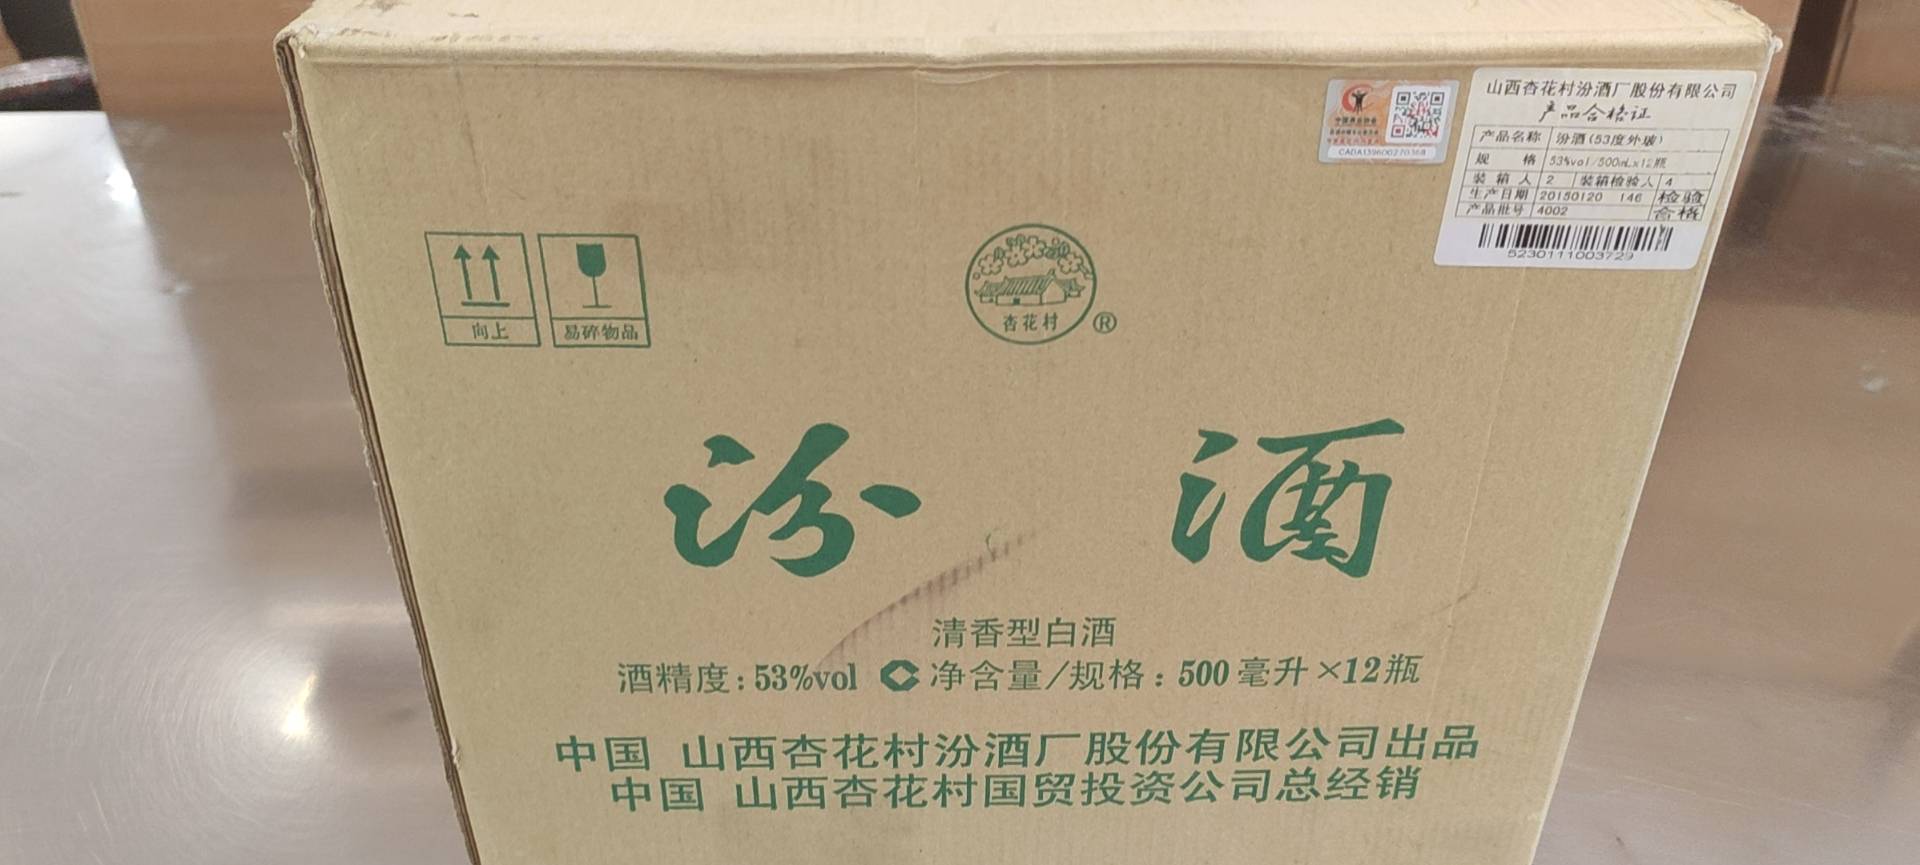 山西杏花村汾酒厂股份有限公司
产品合格证
产品名称 汾酒(53度外玻)
规格 53%vol/500mL×12瓶
装箱人 2 装箱检验人 4
生产日期 20150120 146 检验
产品批号 4002 合格
5230111003729
CADA139600270368
向上
易碎物品
杏花村
®
汾酒
清香型白酒
酒精度:53%vol 净含量/规格:500毫升×12瓶
中国 山西杏花村汾酒厂股份有限公司出品
中国 山西杏花村国贸投资公司总经销